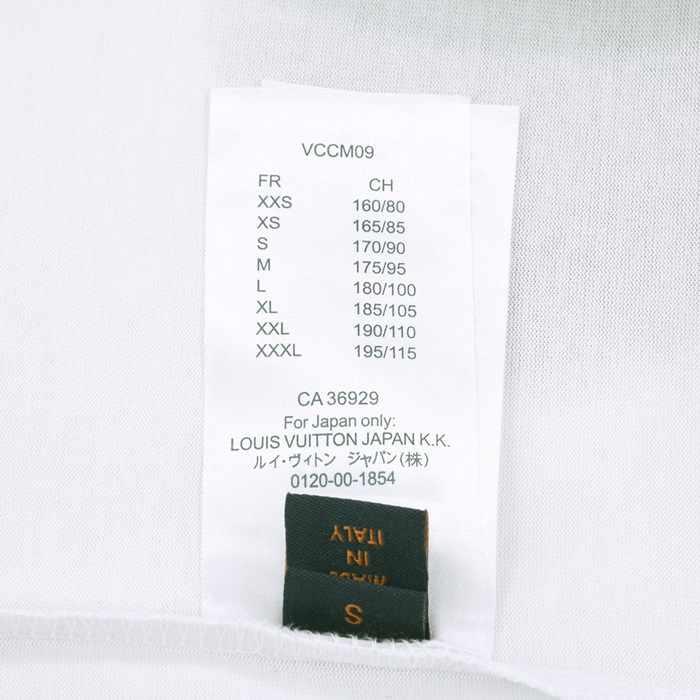 VCCM09
FR CH
XXS 160/80
XS 165/85
S 170/90
M 175/95
L 180/100
XL 185/105
XXL 190/110
XXXL 195/115
CA 36929
For Japan only:
LOUIS VUITTON JAPAN K.K.
ルイ・ヴィトン ジャパン(株)
0120-00-1854
MADE
IN
ITALY
S